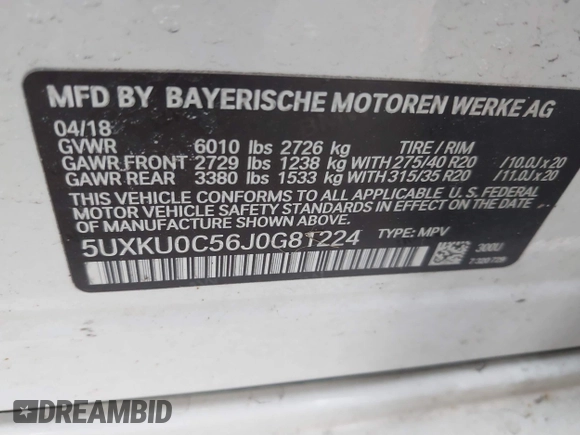 MFD BY BAYERISCHE MOTOREN WERKE AG
04/18
GVWR 6010 lbs 2726 kg TIRE / RIM
GAWR FRONT 2729 lbs 1238 kg WITH 275/40 R20 / 10.0J x 20
GAWR REAR 3380 lbs 1533 kg WITH 315/35 R20 / 11.0J x 20
THIS VEHICLE CONFORMS TO ALL APPLICABLE U. S. FEDERAL
MOTOR VEHICLE SAFETY STANDARDS IN EFFECT ON THE DATE
OF MANUFACTURE SHOWN ABOVE.
5UXKU0C56J0G81224 TYPE: MPV
300U
DREAMBID